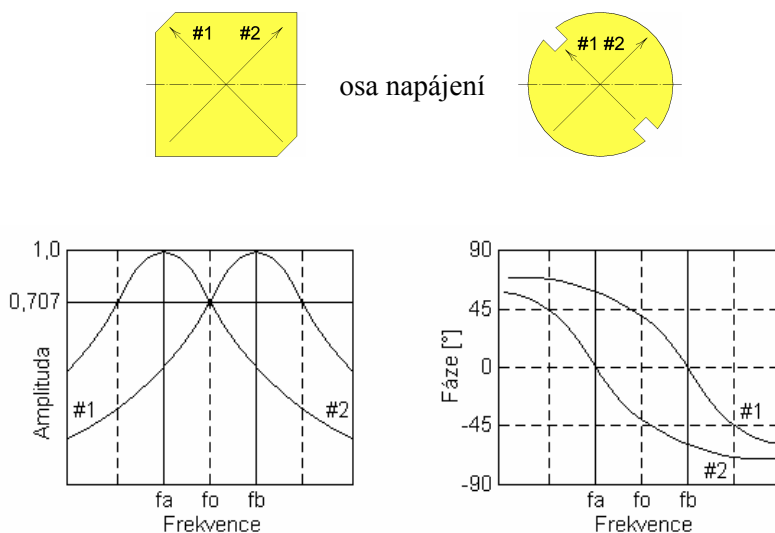 #1 #2
osa napájení
#1 #2
1,0
0,707
Amplituda
#1
#2
fa fo fb
Frekvence
90
45
0
-45
-90
Fáze [°]
#1
#2
fa fo fb
Frekvence